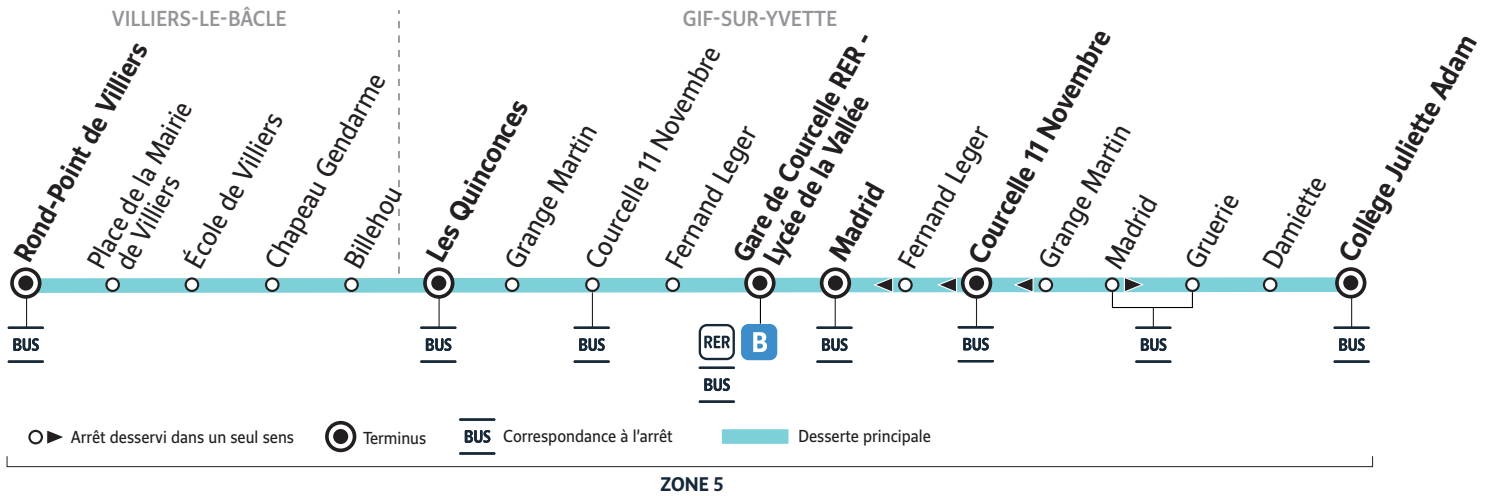 VILLIERS-LE-BÂCLE
GIF-SUR-YVETTE
Rond-Point de Villiers
Place de la Mairie
de Villiers
École de Villiers
Chapeau Gendarme
Billehou
Les Quinconces
Grange Martin
Courcelle 11 Novembre
Fernand Leger
Gare de Courcelle RER -
Lycée de la Vallée
Madrid
Fernand Leger
Courcelle 11 Novembre
Grange Martin
Madrid
Gruerie
Damiette
Collège Juliette Adam
BUS
BUS
BUS
RER B
BUS
BUS
BUS
BUS
BUS
Arrêt desservi dans un seul sens
Terminus
BUS Correspondance à l'arrêt
Desserte principale
ZONE 5